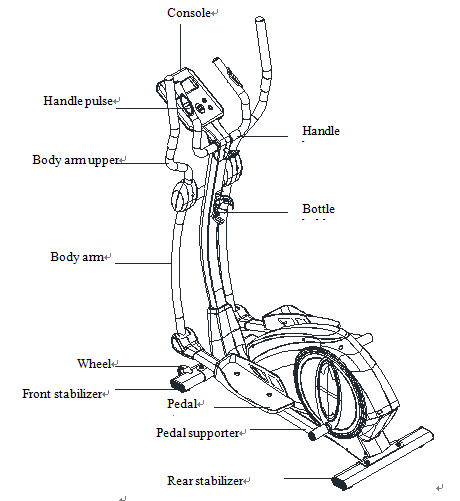 Console
Handle pulse
Handle
Body arm upper
Bottle
Body arm
Wheel
Front stabilizer
Pedal
Pedal supporter
Rear stabilizer